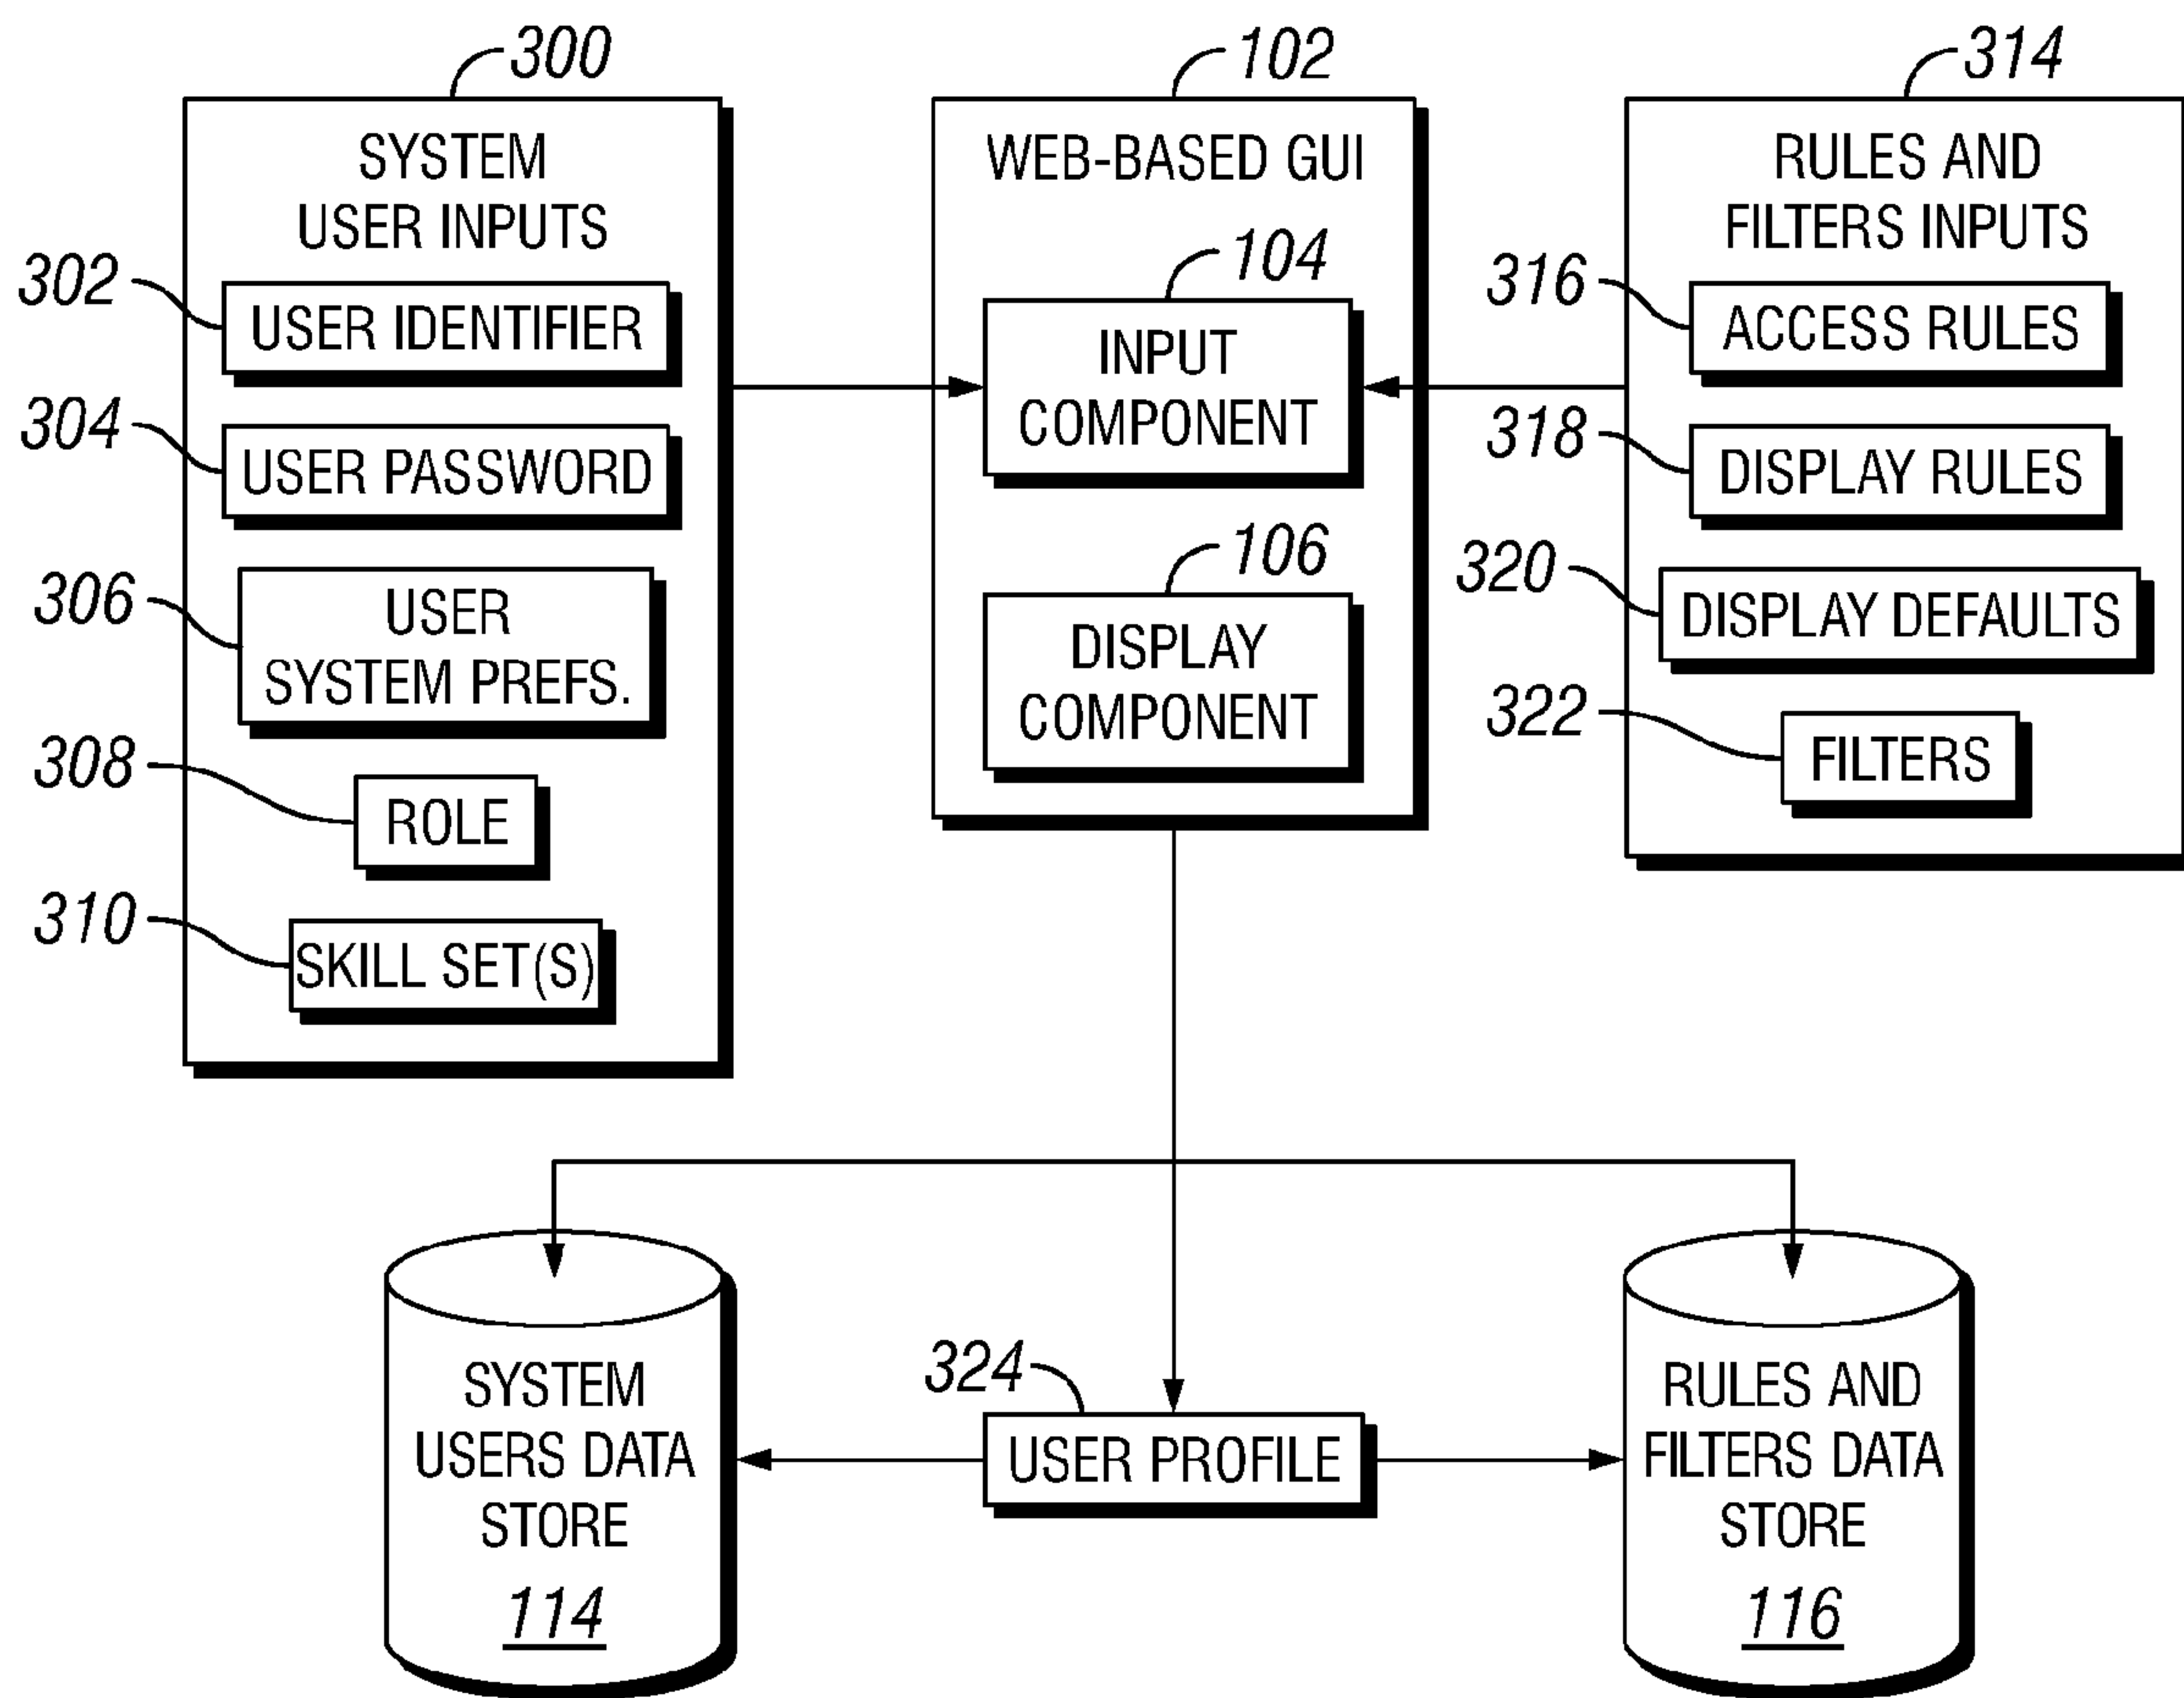 300
SYSTEM
USER INPUTS
302
USER IDENTIFIER
304
USER PASSWORD
306
USER
SYSTEM PREFS.
308
ROLE
310
SKILL SET(S)
102
WEB-BASED GUI
104
INPUT
COMPONENT
106
DISPLAY
COMPONENT
314
RULES AND
FILTERS INPUTS
316
ACCESS RULES
318
DISPLAY RULES
320
DISPLAY DEFAULTS
322
FILTERS
SYSTEM
USERS DATA
STORE
114
324
USER PROFILE
RULES AND
FILTERS DATA
STORE
116